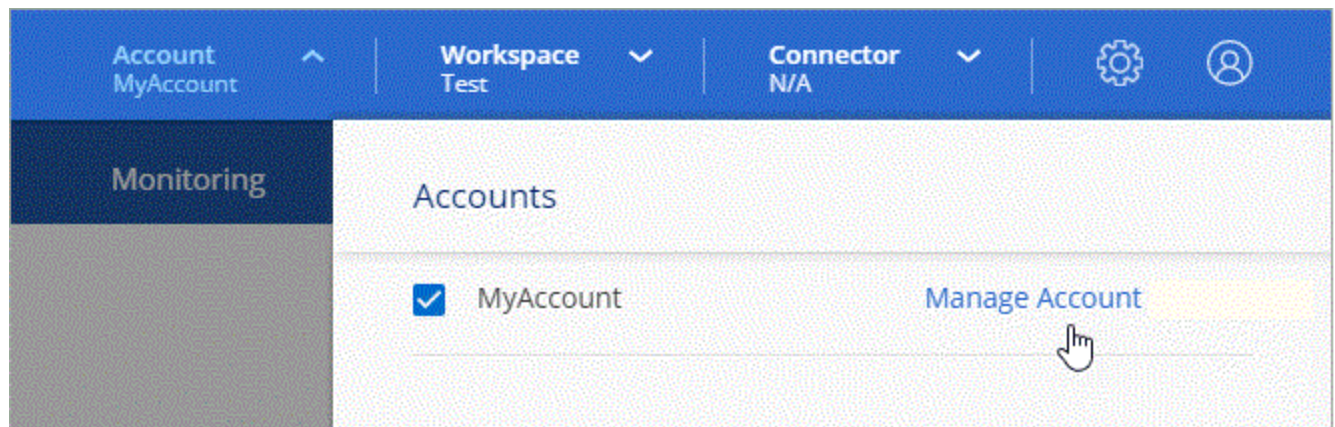 Account
MyAccount
Workspace
Test
Connector
N/A
Monitoring
Accounts
MyAccount
Manage Account